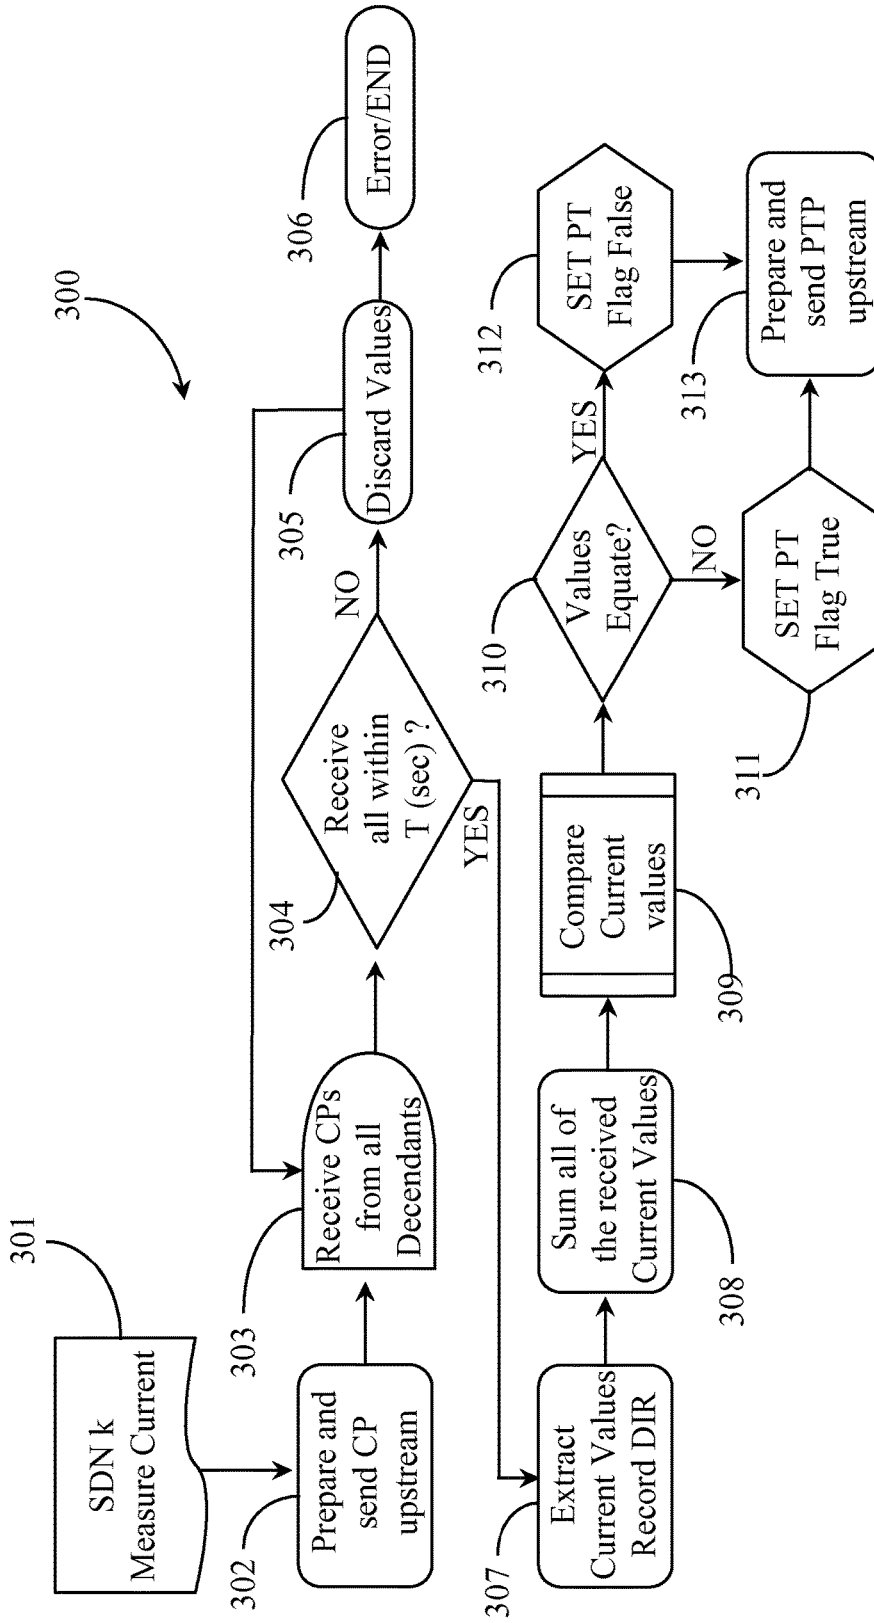 300
301
SDN k
Measure Current
302
Prepare and
send CP
upstream
303
Receive CPs
from all
Decendants
304
Receive
all within
T (sec) ?
NO
YES
305
Discard Values
306
Error/END
307
Extract
Current Values
Record DIR
308
Sum all of
the received
Current Values
309
Compare
Current
values
310
Values
Equate?
YES
NO
311
SET PT
Flag True
312
SET PT
Flag False
313
Prepare and
send PTP
upstream